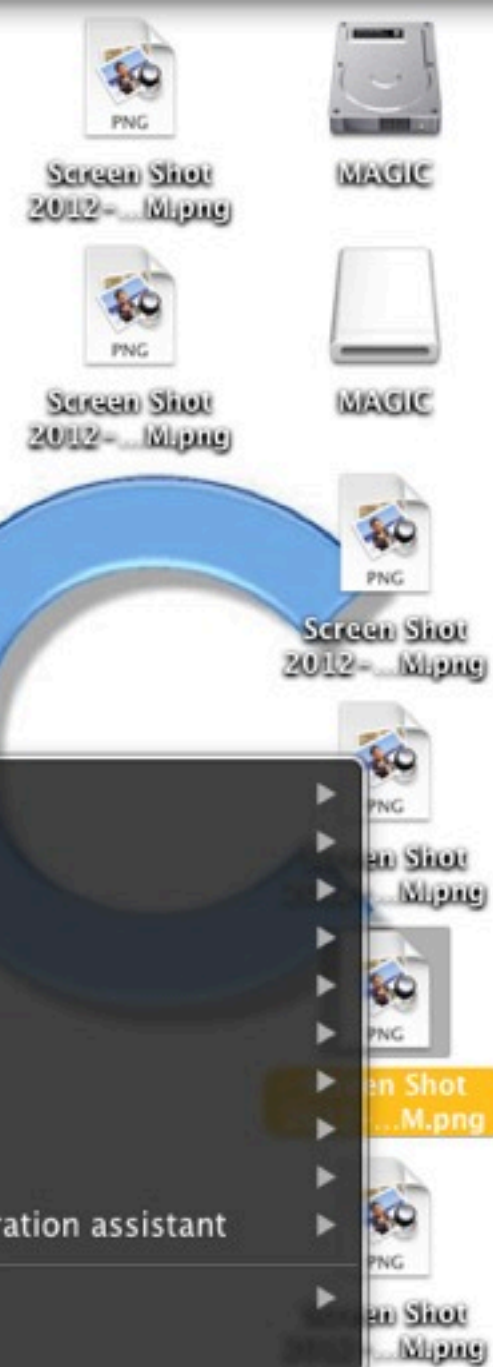 PNG
Screen Shot
2012-...M.png
MAGIC
PNG
Screen Shot
2012-...M.png
MAGIC
PNG
Screen Shot
2012-...M.png
PNG
en Shot
...M.png
PNG
en Shot
...M.png
ration assistant
PNG
Screen Shot
...M.png